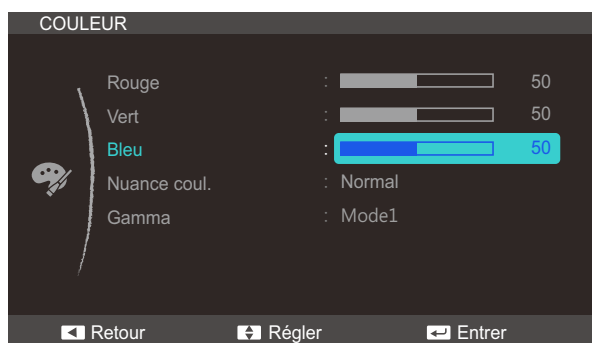 COULEUR
Rouge : 50
Vert : 50
Bleu : 50
Nuance coul. : Normal
Gamma : Mode1
Retour Régler Entrer